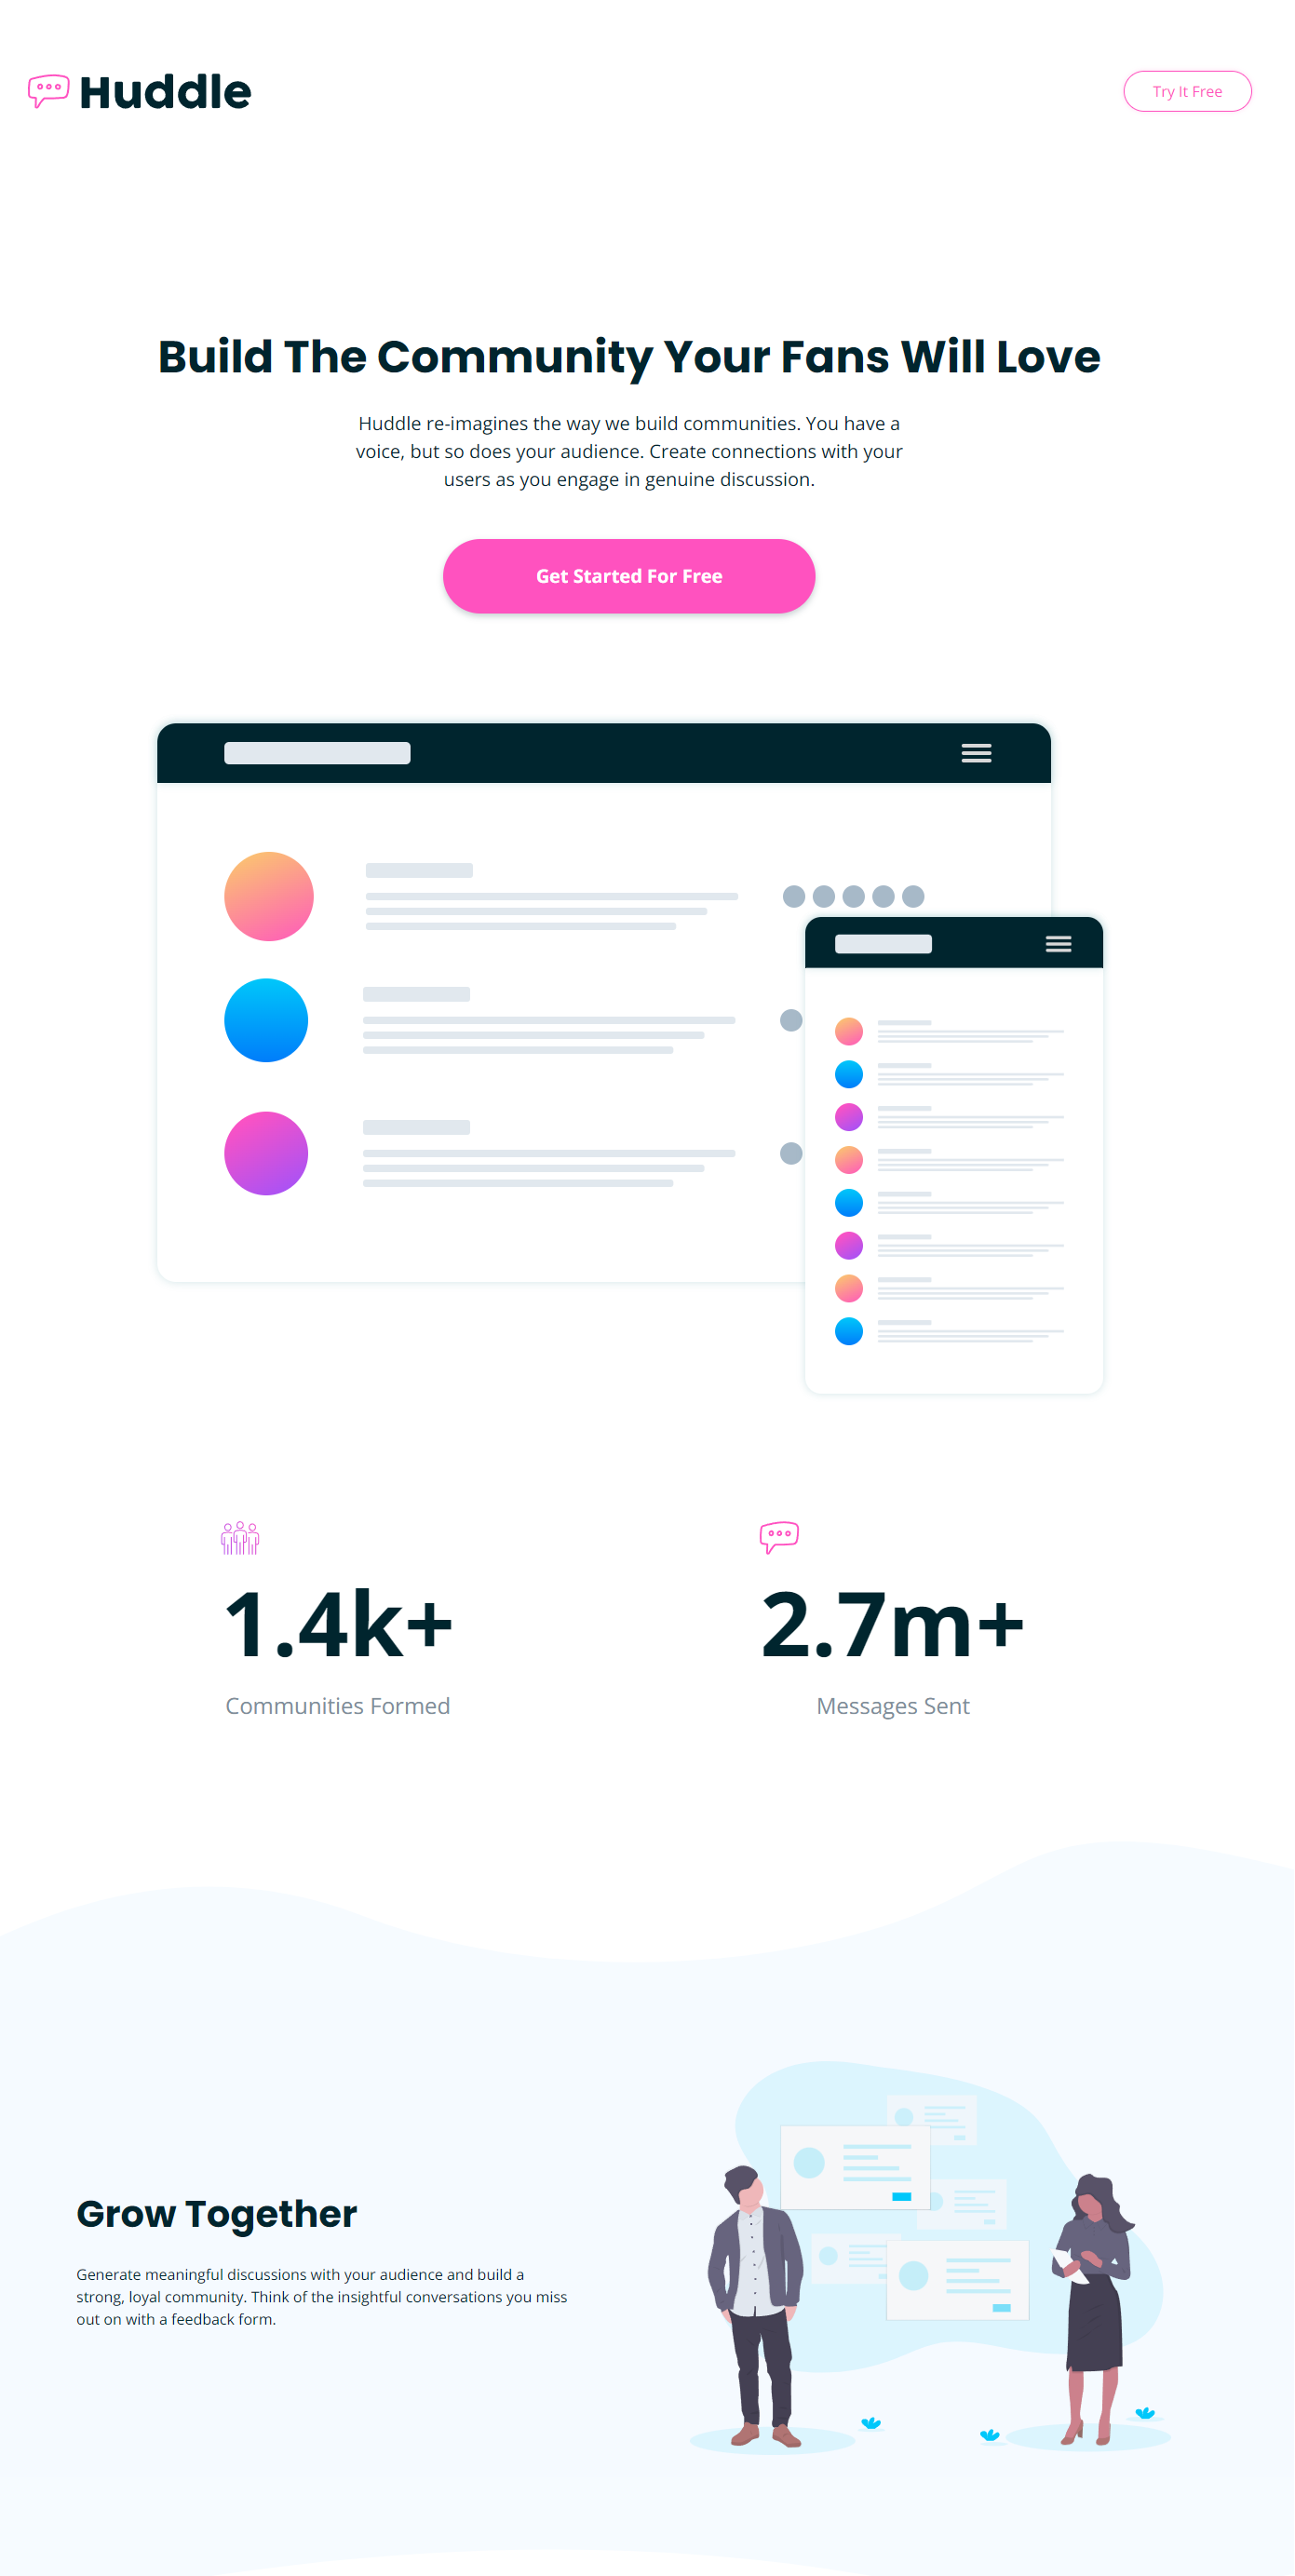 Huddle
Try It Free
Build The Community Your Fans Will Love
Huddle re-imagines the way we build communities. You have a
voice, but so does your audience. Create connections with your
users as you engage in genuine discussion.
Get Started For Free
1.4k+
Communities Formed
2.7m+
Messages Sent
Grow Together
Generate meaningful discussions with your audience and build a
strong, loyal community. Think of the insightful conversations you miss
out on with a feedback form.